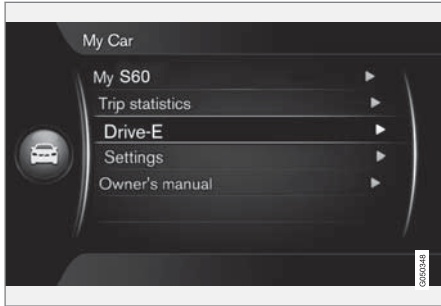 My Car
My S60
Trip statistics
Drive-E
Settings
Owner's manual
G050348